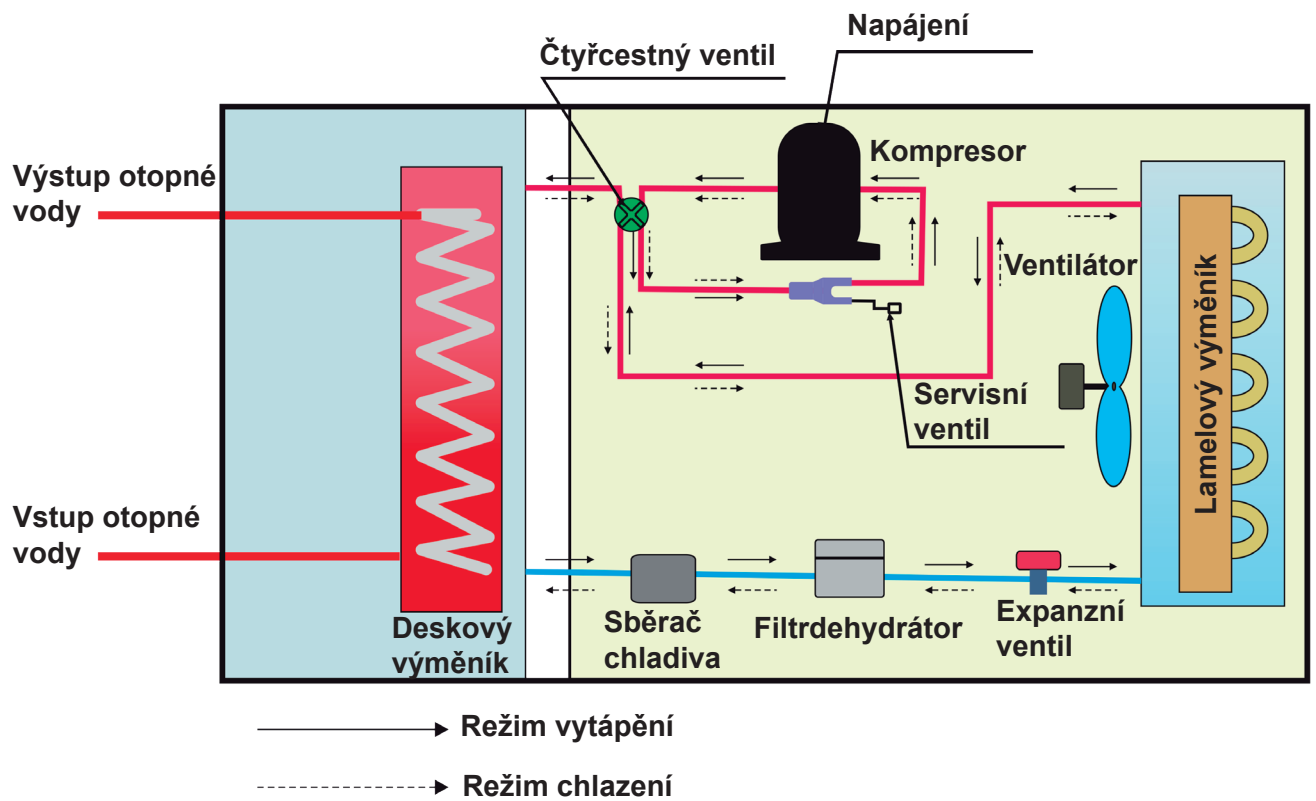 Napájení
Čtyřcestný ventil
Kompresor
Výstup otopné
vody
Ventilátor
Lamelový výměník
Servisní
ventil
Vstup otopné
vody
Deskový
výměník
Sběrač
chladiva
Filtrdehydrátor
Expanzní
ventil
Režim vytápění
Režim chlazení